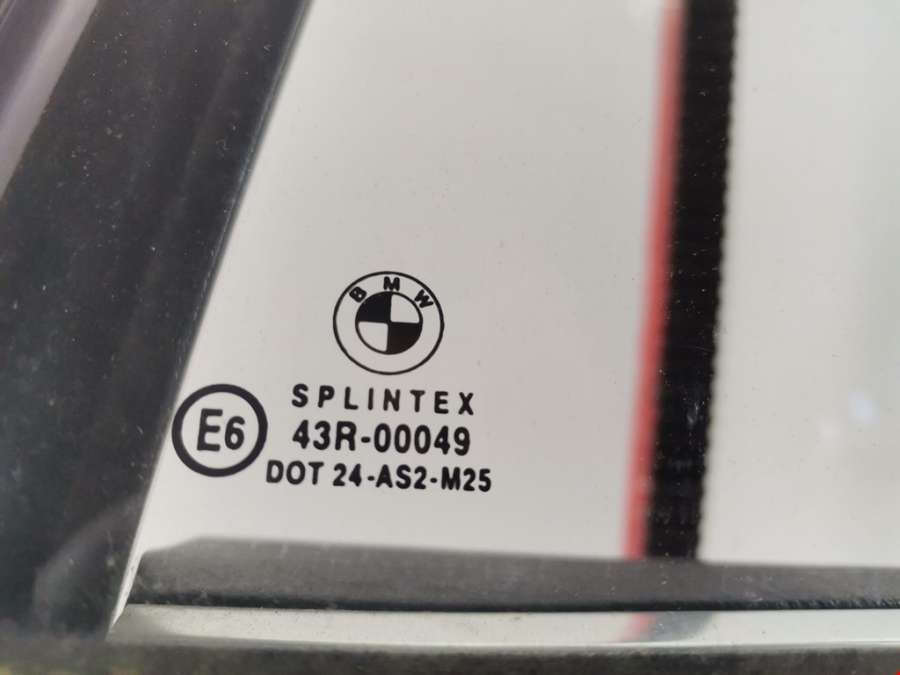 BMW
SPLINTEX
E6
43R-00049
DOT 24-AS2-M25